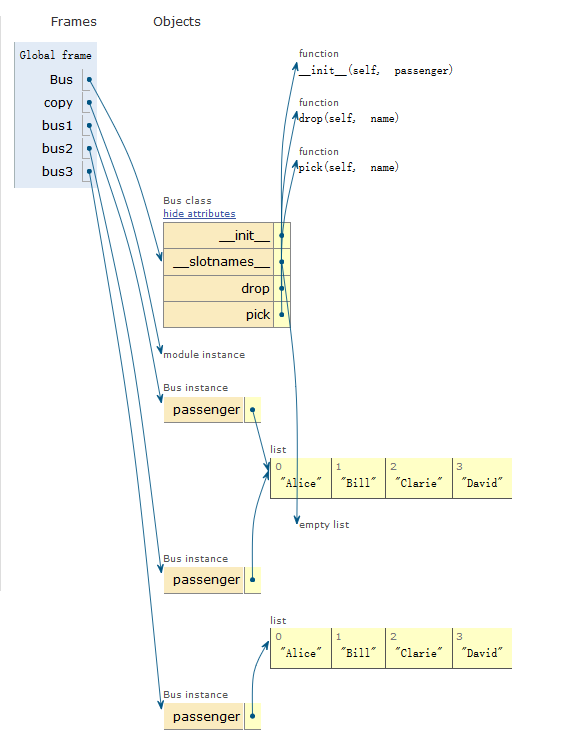 Frames Objects
Global frame
Bus
copy
bus1
bus2
bus3
function
__init__(self, passenger)
function
drop(self, name)
function
pick(self, name)
Bus class
hide attributes
__init__
__slotnames__
drop
pick
module instance
Bus instance
passenger
list
0 1 2 3
"Alice" "Bill" "Clarie" "David"
empty list
Bus instance
passenger
list
0 1 2 3
"Alice" "Bill" "Clarie" "David"
Bus instance
passenger